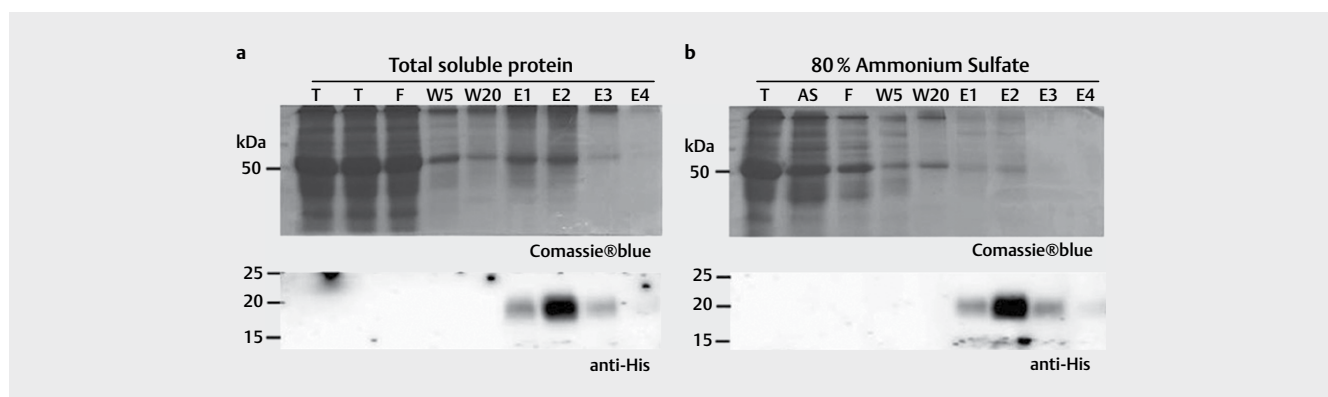 a
Total soluble protein
T T F W5 W20 E1 E2 E3 E4
kDa
50
Comassie®blue
25
20
15
anti-His
b
80% Ammonium Sulfate
T AS F W5 W20 E1 E2 E3 E4
kDa
50
Comassie®blue
25
20
15
anti-His